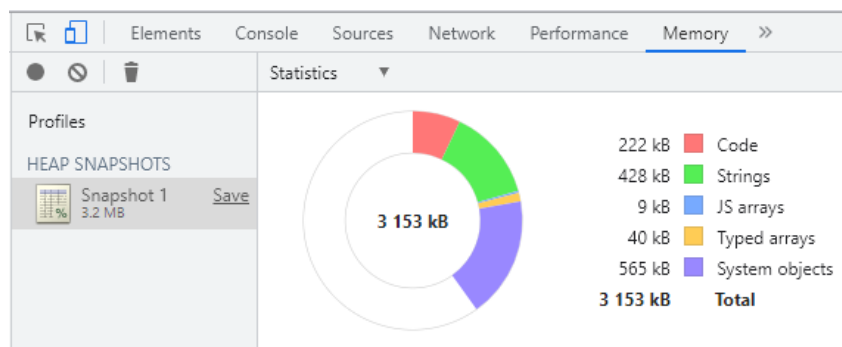 Elements Console Sources Network Performance Memory »
Statistics ▼
Profiles
HEAP SNAPSHOTS
Snapshot 1 Save
3.2 MB
%
3 153 kB
222 kB Code
428 kB Strings
9 kB JS arrays
40 kB Typed arrays
565 kB System objects
3 153 kB Total